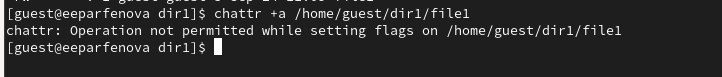 [guest@eeparfenova dir1]$ chattr +a /home/guest/dir1/file1
chattr: Operation not permitted while setting flags on /home/guest/dir1/file1
[guest@eeparfenova dir1]$